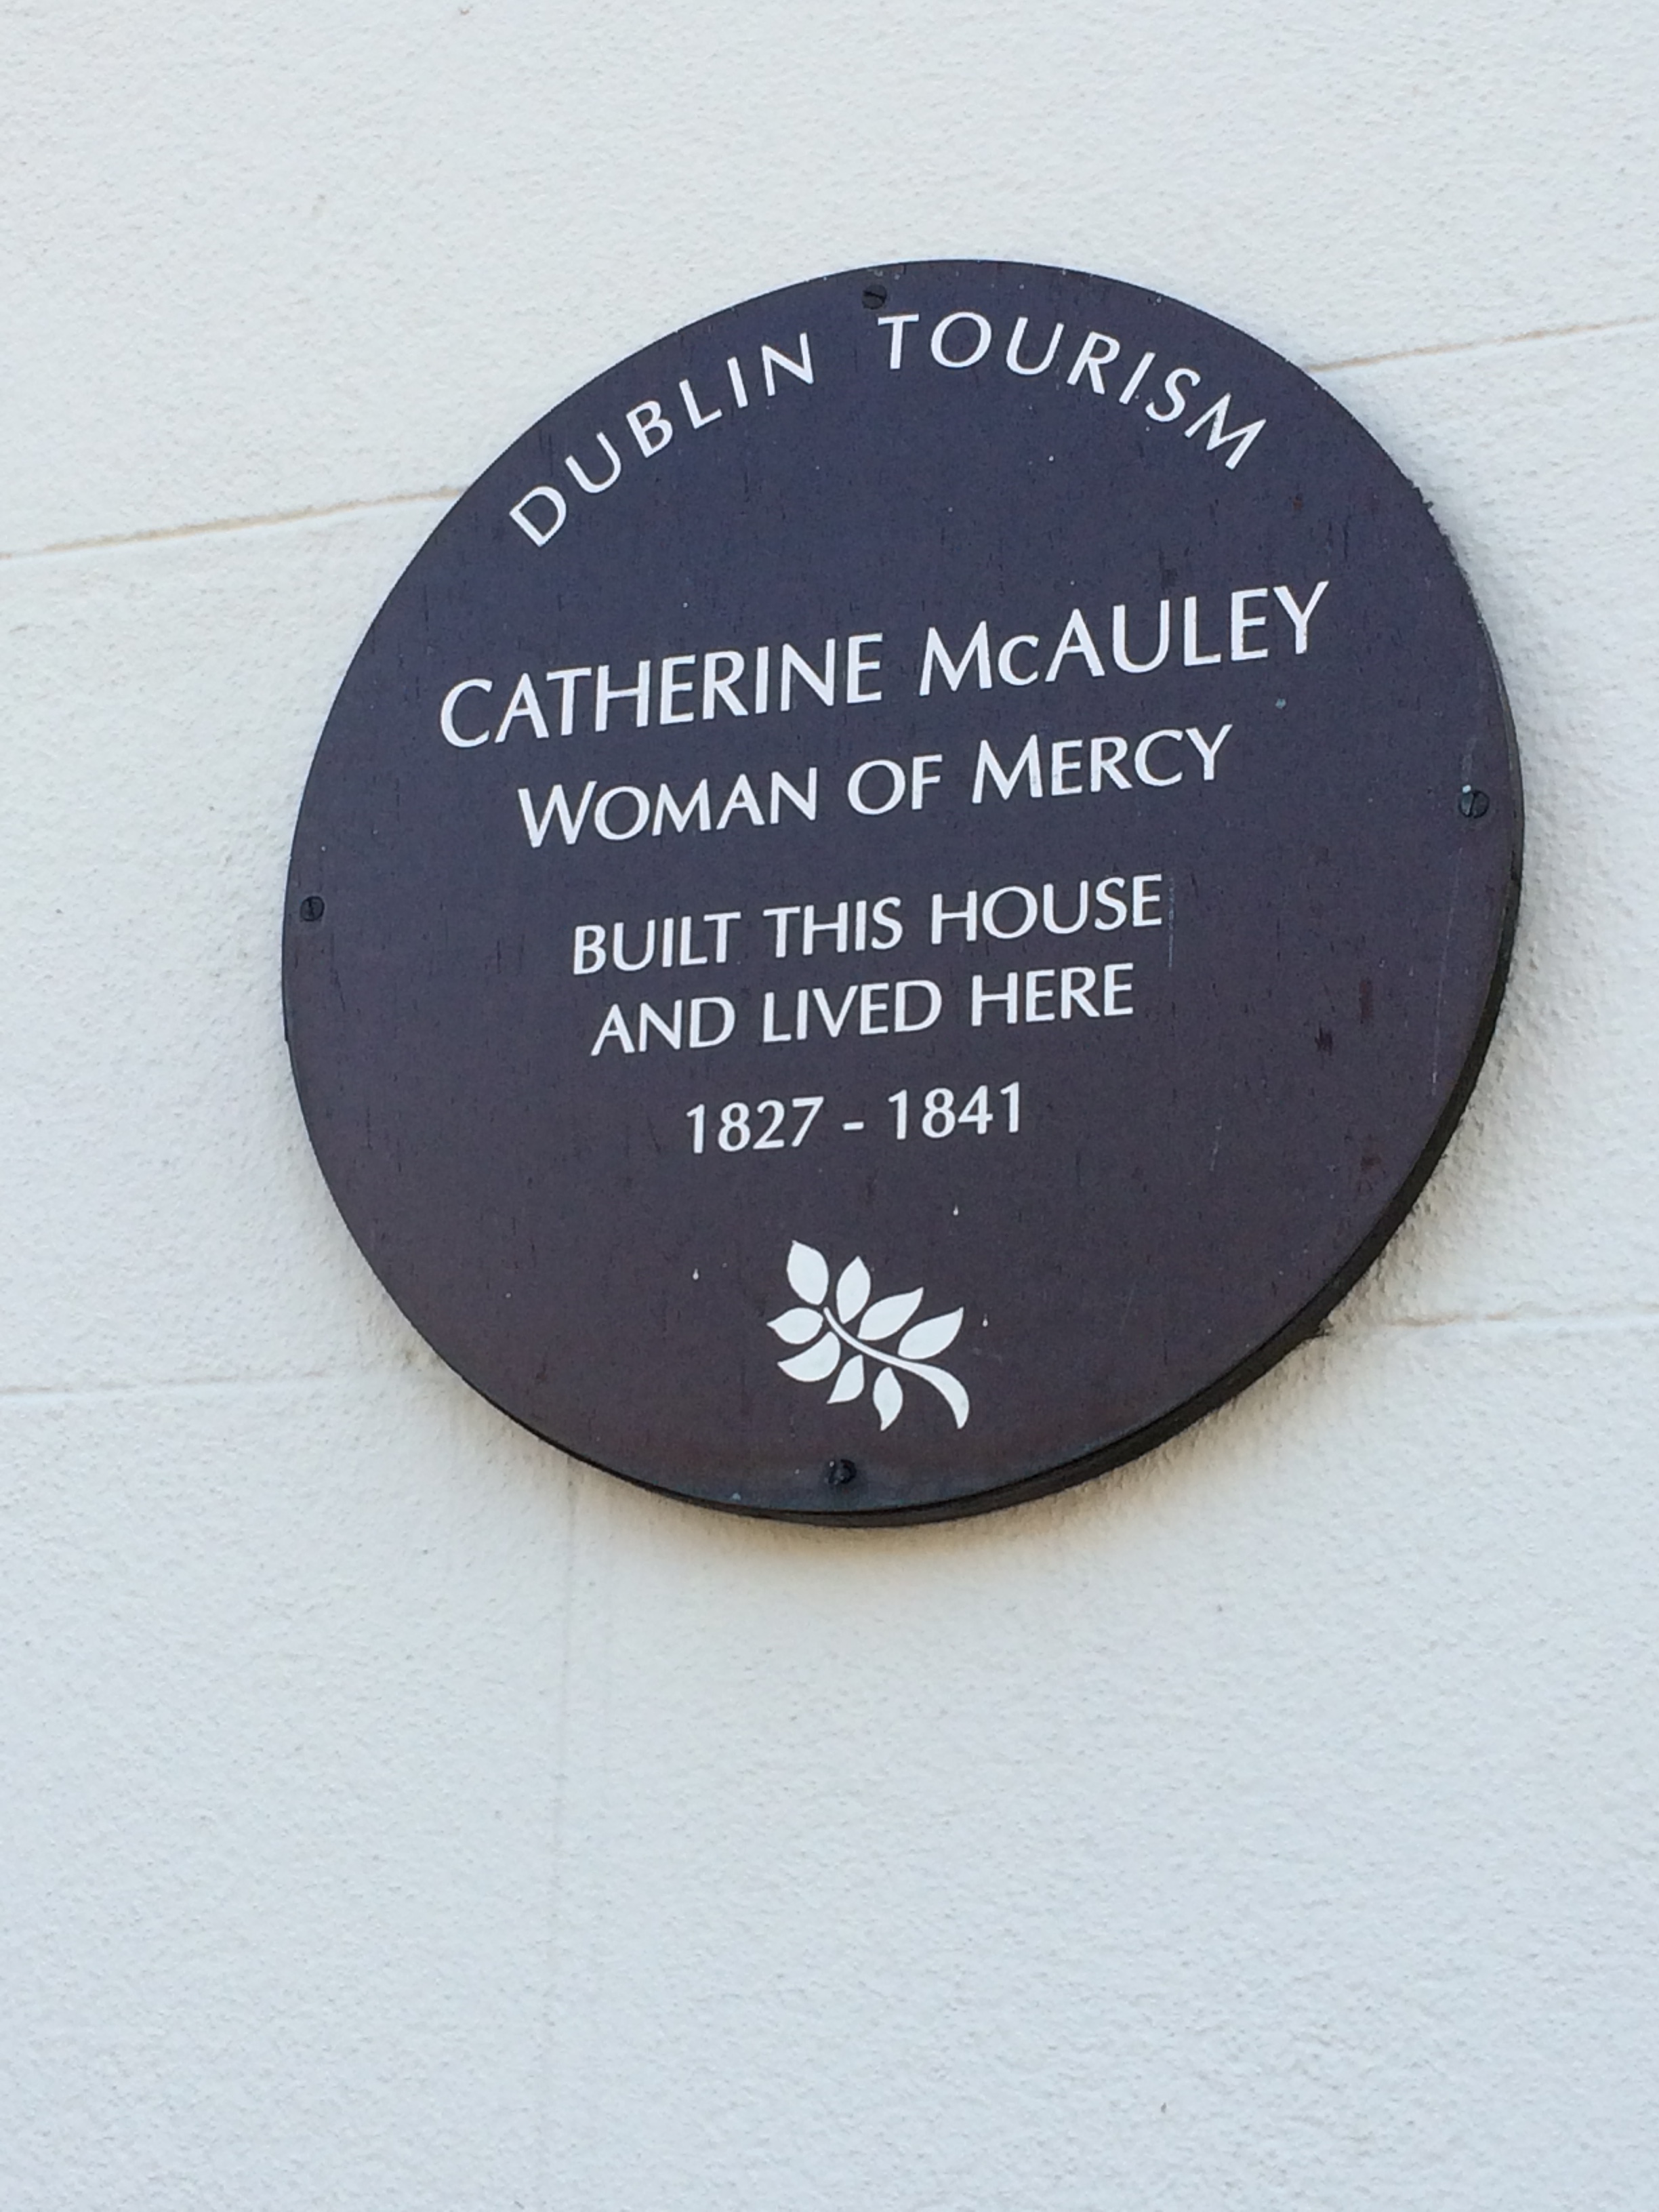 DUBLIN TOURISM
CATHERINE McAULEY
WOMAN OF MERCY
BUILT THIS HOUSE
AND LIVED HERE
1827 - 1841